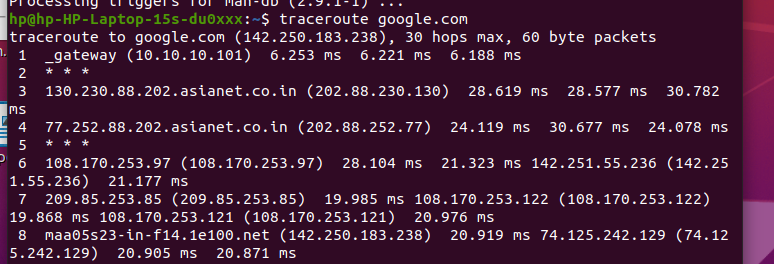 Processing triggers for man-db (2.9.1-1) ...
hp@hp-HP-Laptop-15s-du0xxx:~$ traceroute google.com
traceroute to google.com (142.250.183.238), 30 hops max, 60 byte packets
 1  _gateway (10.10.10.101)  6.253 ms  6.221 ms  6.188 ms
 2  * * *
 3  130.230.88.202.asianet.co.in (202.88.230.130)  28.619 ms  28.577 ms  30.782
ms
 4  77.252.88.202.asianet.co.in (202.88.252.77)  24.119 ms  30.677 ms  24.078 ms
 5  * * *
 6  108.170.253.97 (108.170.253.97)  28.104 ms  21.323 ms 142.251.55.236 (142.25
1.55.236)  21.177 ms
 7  209.85.253.85 (209.85.253.85)  19.985 ms 108.170.253.122 (108.170.253.122)
19.868 ms 108.170.253.121 (108.170.253.121)  20.976 ms
 8  maa05s23-in-f14.1e100.net (142.250.183.238)  20.919 ms 74.125.242.129 (74.12
5.242.129)  20.905 ms  20.871 ms